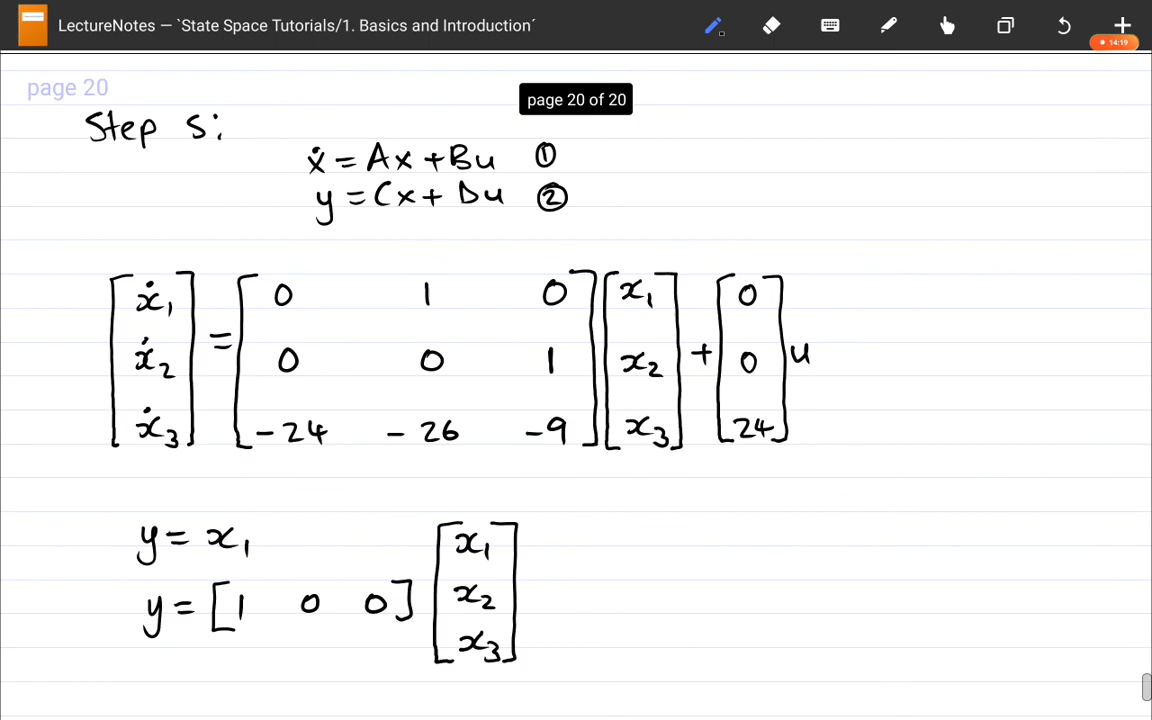 LectureNotes — `State Space Tutorials/1. Basics and Introduction´
14:19
page 20
page 20 of 20
Step 5:
ẋ = Ax + Bu ①
y = Cx + Du ②
[ẋ₁ ẋ₂ ẋ₃] = [0 1 0; 0 0 1; -24 -26 -9] [x₁ x₂ x₃] + [0 0 24] u
y = x₁
y = [1 0 0] [x₁ x₂ x₃]